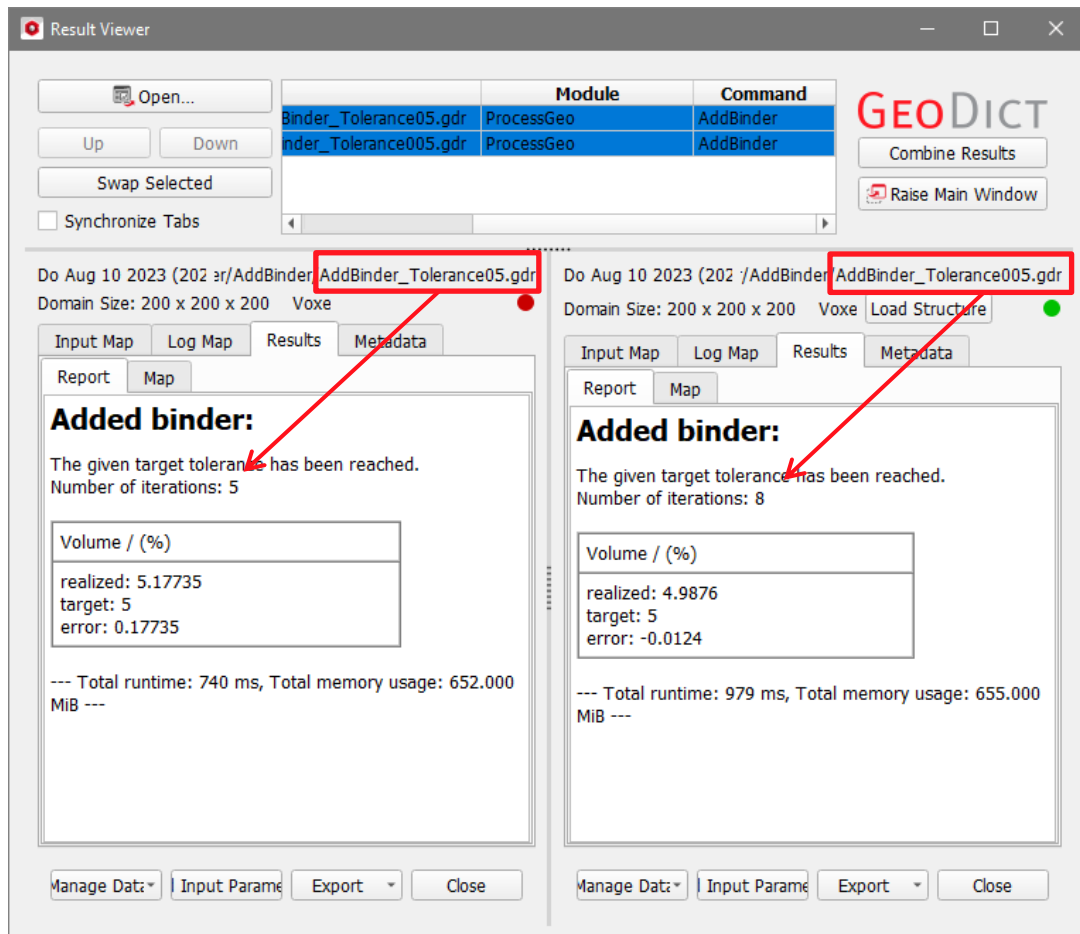 Result Viewer
Open...
Up
Down
Swap Selected
Synchronize Tabs
Module
Command
Binder_Tolerance05.gdr
ProcessGeo
AddBinder
inder_Tolerance005.gdr
ProcessGeo
AddBinder
GEODICT
Combine Results
Raise Main Window
Do Aug 10 2023 (202 er/AddBinder/AddBinder_Tolerance05.gdr
Domain Size: 200 x 200 x 200 Voxe
Input Map
Log Map
Results
Metadata
Report
Map
Added binder:
The given target tolerance has been reached.
Number of iterations: 5
Volume / (%)
realized: 5.17735
target: 5
error: 0.17735
--- Total runtime: 740 ms, Total memory usage: 652.000
MiB ---
Manage Data
Input Parame
Export
Close
Do Aug 10 2023 (202 /AddBinder/AddBinder_Tolerance005.gdr
Domain Size: 200 x 200 x 200 Voxe
Load Structure
Input Map
Log Map
Results
Metadata
Report
Map
Added binder:
The given target tolerance has been reached.
Number of iterations: 8
Volume / (%)
realized: 4.9876
target: 5
error: -0.0124
--- Total runtime: 979 ms, Total memory usage: 655.000
MiB ---
Manage Data
Input Parame
Export
Close